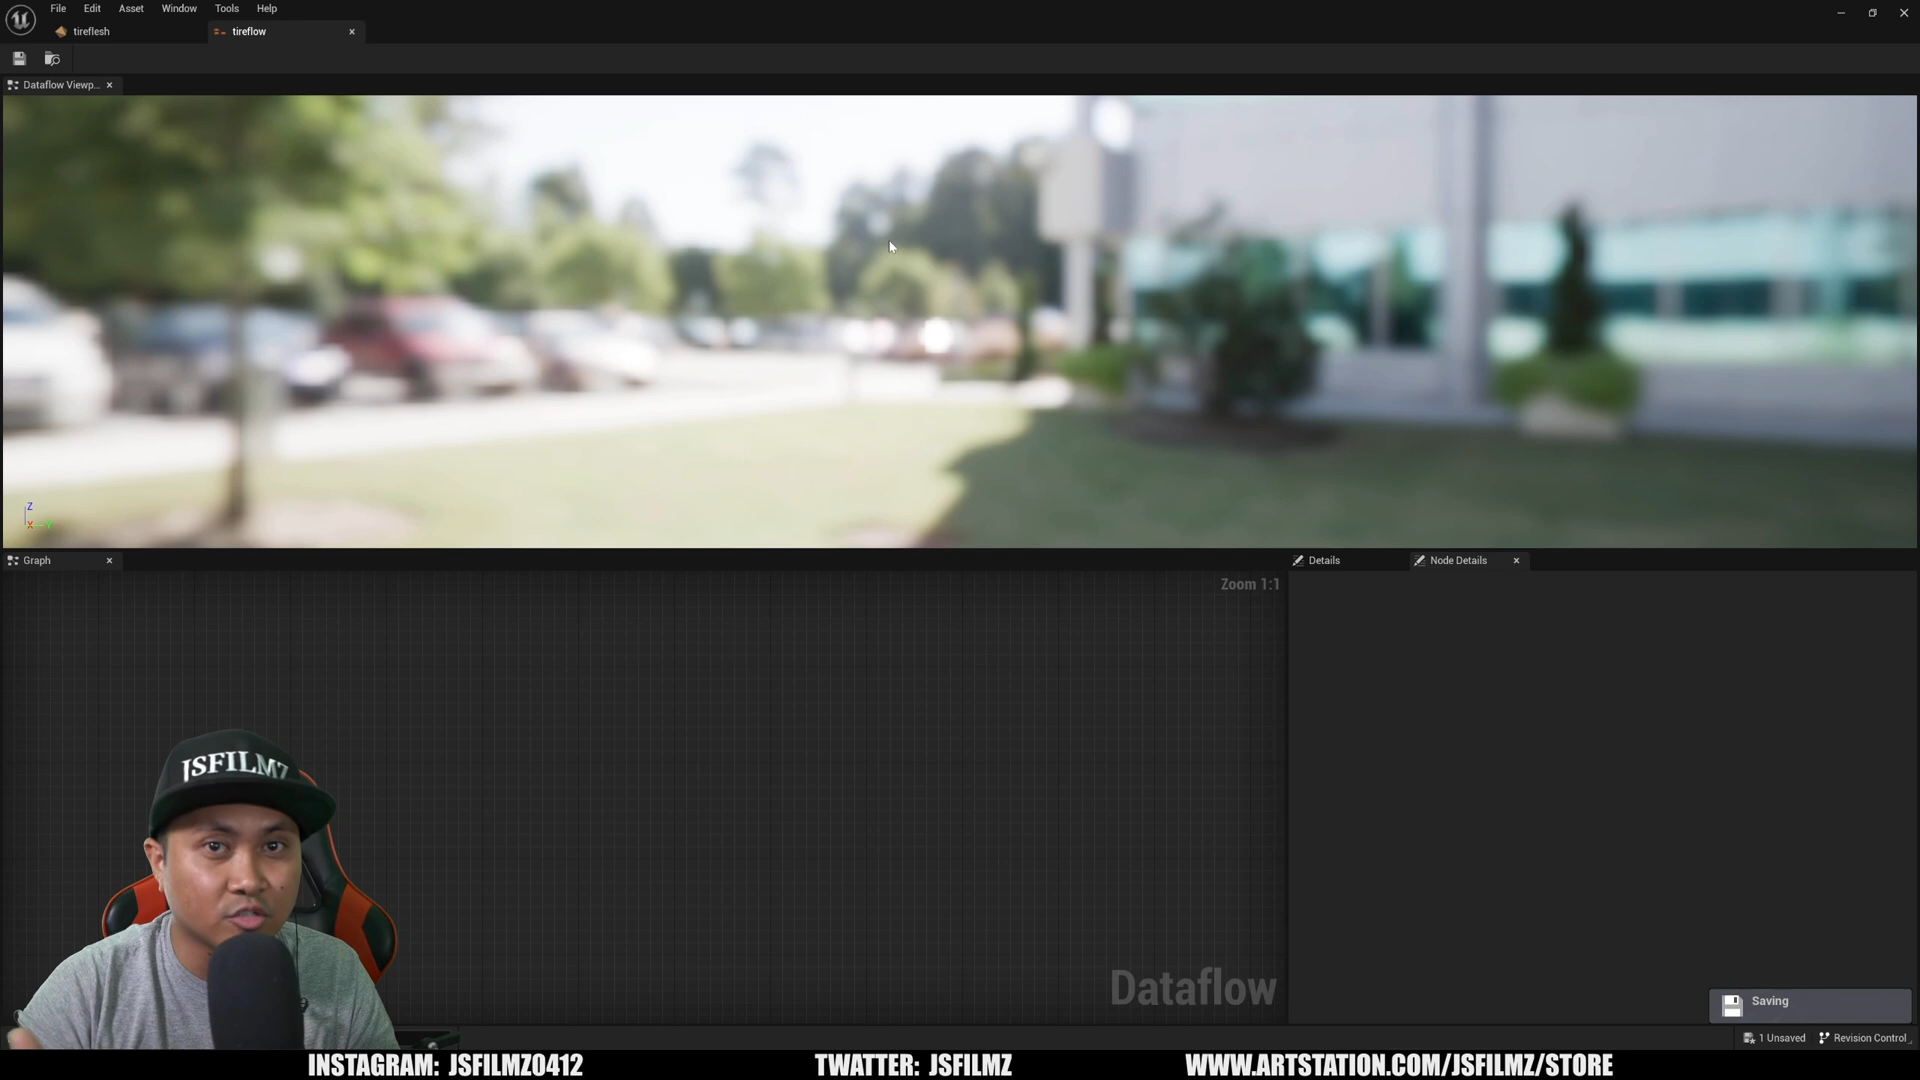 File Edit Asset Window Tools Help
tireflesh tireflow
Dataflow Viewp...
Z
X Y
Graph
Details Node Details
Zoom 1:1
JSFILMZ
Dataflow
Saving
1 Unsaved Revision Control
INSTAGRAM: JSFILMZ0412 TWATTER: JSFILMZ WWW.ARTSTATION.COM/JSFILMZ/STORE